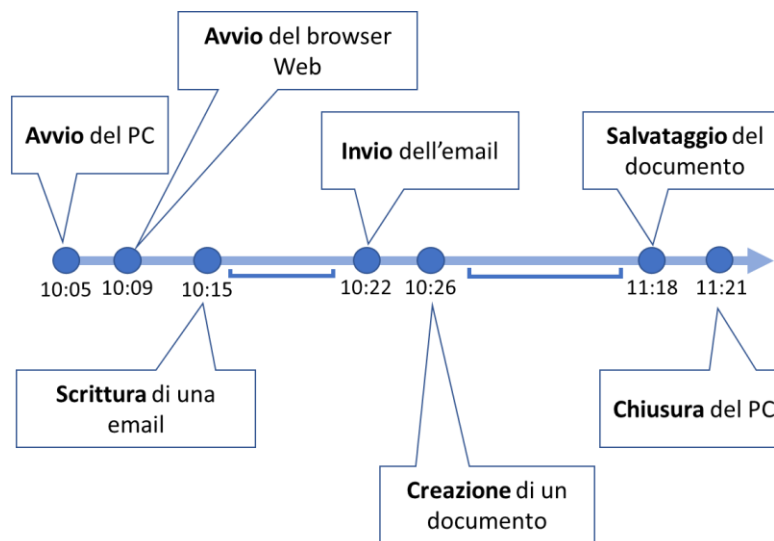 Avvio del browser
Web
Avvio del PC
Invio dell'email
Salvataggio del
documento
10:05
10:09
10:15
10:22
10:26
11:18
11:21
Scrittura di una
email
Chiusura del PC
Creazione di un
documento